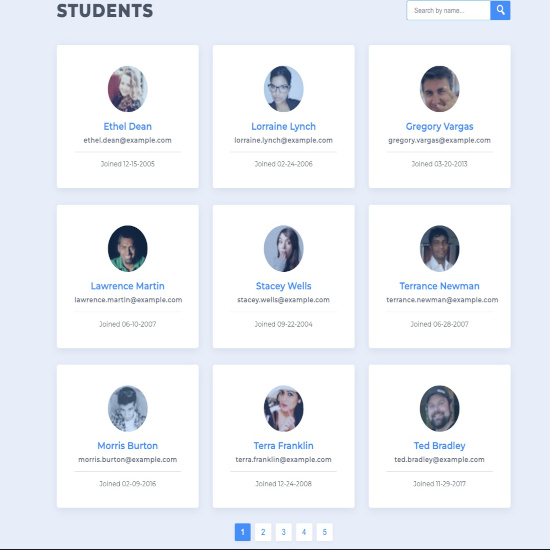 STUDENTS
Search by name...
Ethel Dean
ethel.dean@example.com
Joined 12-15-2005
Lorraine Lynch
lorraine.lynch@example.com
Joined 02-24-2006
Gregory Vargas
gregory.vargas@example.com
Joined 03-20-2013
Lawrence Martin
lawrence.martin@example.com
Joined 06-10-2007
Stacey Wells
stacey.wells@example.com
Joined 09-22-2004
Terrance Newman
terrance.newman@example.com
Joined 06-28-2007
Morris Burton
morris.burton@example.com
Joined 02-09-2016
Terra Franklin
terra.franklin@example.com
Joined 12-24-2008
Ted Bradley
ted.bradley@example.com
Joined 11-29-2017
1 2 3 4 5